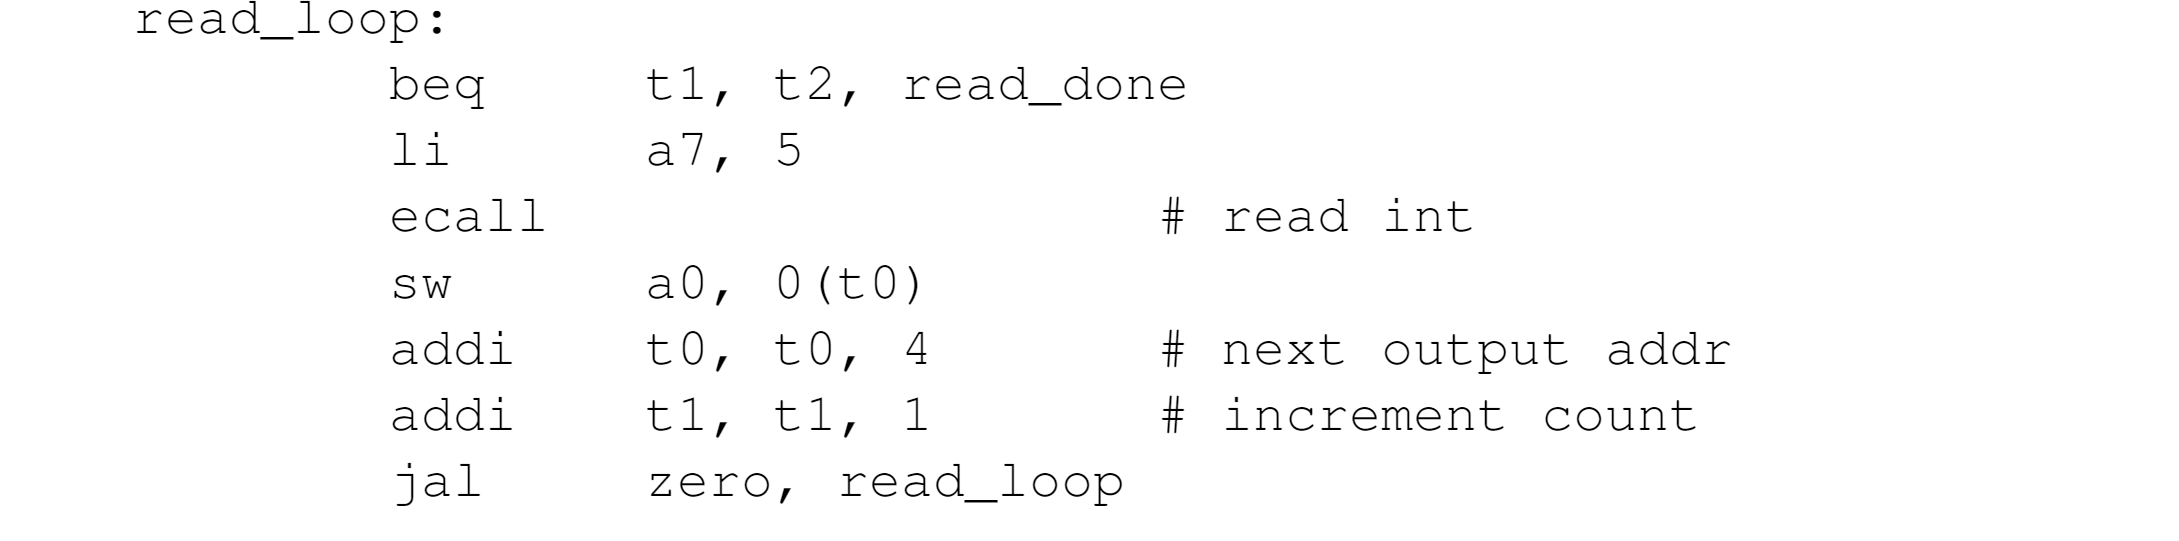 read_loop:
beq t1, t2, read_done
li a7, 5
ecall # read int
sw a0, 0(t0)
addi t0, t0, 4 # next output addr
addi t1, t1, 1 # increment count
jal zero, read_loop